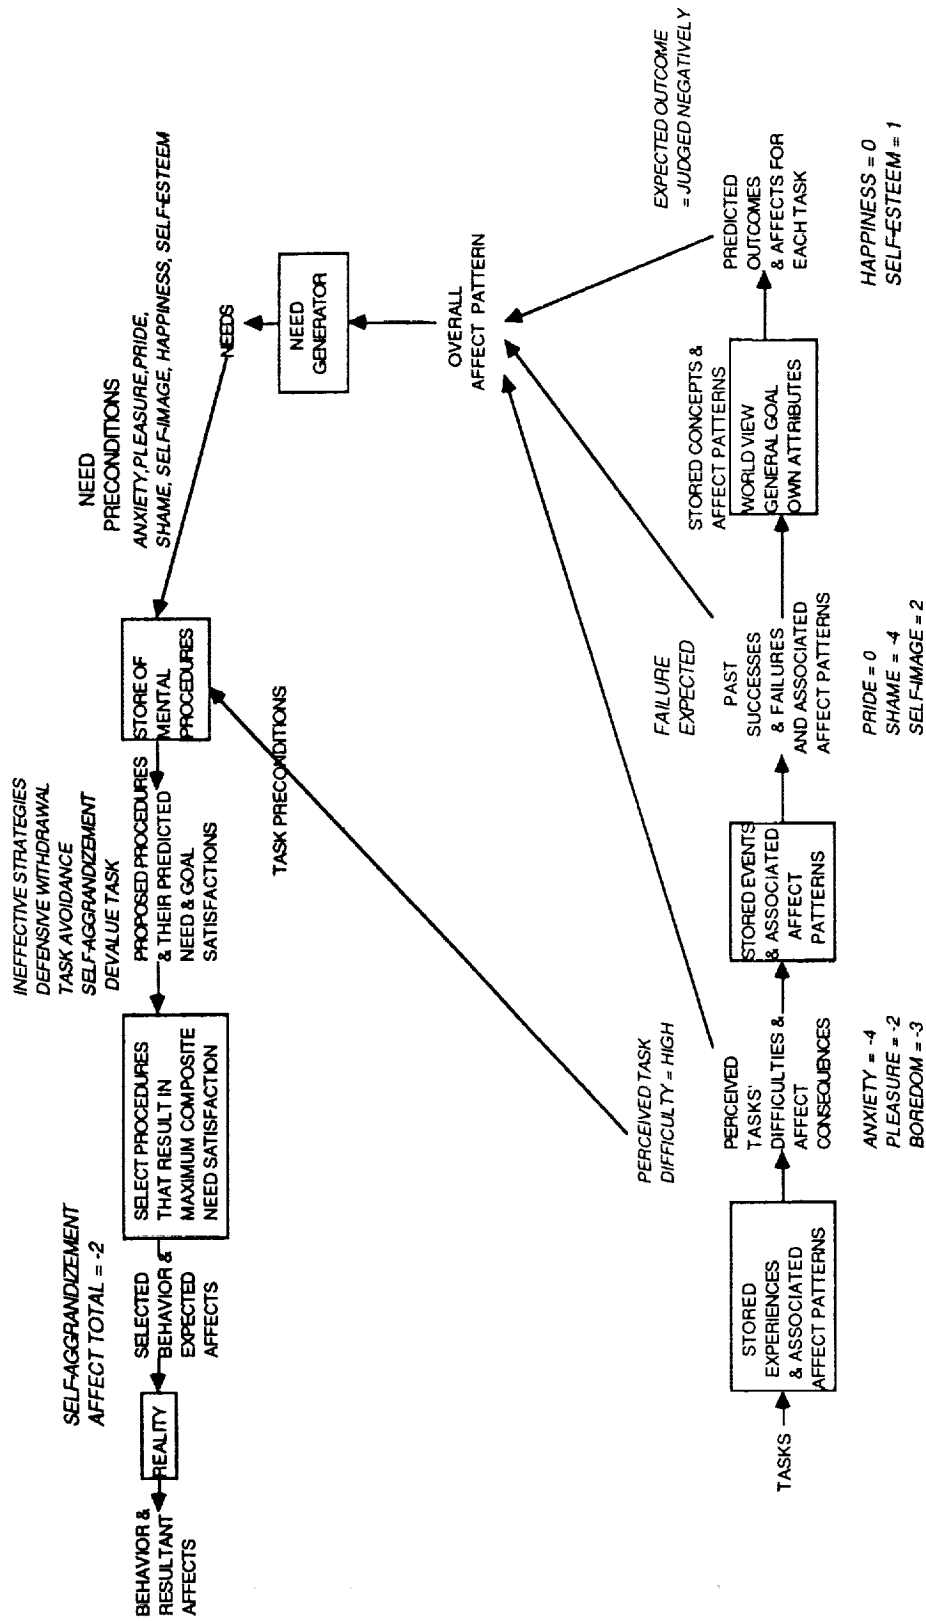 TASKS
STORED
EXPERIENCES
& ASSOCIATED
AFFECT PATTERNS
PERCEIVED TASK
DIFFICULTY = HIGH
PERCEIVED
TASKS'
DIFFICULTIES &
AFFECT
CONSEQUENCES
ANXIETY = -4
PLEASURE = -2
BOREDOM = -3
STORED EVENTS
& ASSOCIATED
AFFECT
PATTERNS
FAILURE
EXPECTED
PAST
SUCCESSES
& FAILURES
AND ASSOCIATED
AFFECT PATTERNS
PRIDE = 0
SHAME = -4
SELF-IMAGE = 2
STORED CONCEPTS &
AFFECT PATTERNS
WORLD VIEW
GENERAL GOAL
OWN ATTRIBUTES
EXPECTED OUTCOME
= JUDGED NEGATIVELY
PREDICTED
OUTCOMES
& AFFECTS FOR
EACH TASK
HAPPINESS = 0
SELF-ESTEEM = 1
OVERALL
AFFECT PATTERN
NEED
GENERATOR
NEEDS
NEED
PRECONDITIONS
ANXIETY, PLEASURE, PRIDE,
SHAME, SELF-IMAGE, HAPPINESS, SELF-ESTEEM
TASK PRECONDITIONS
STORE OF
MENTAL
PROCEDURES
INEFFECTIVE STRATEGIES
DEFENSIVE WITHDRAWAL
TASK AVOIDANCE
SELF-AGGRANDIZEMENT
DEVALUE TASK
PROPOSED PROCEDURES
& THEIR PREDICTED
NEED & GOAL
SATISFACTIONS
SELECT PROCEDURES
THAT RESULT IN
MAXIMUM COMPOSITE
NEED SATISFACTION
SELF-AGGRANDIZEMENT
AFFECT TOTAL = -2
SELECTED
BEHAVIOR &
EXPECTED
AFFECTS
REALITY
BEHAVIOR &
RESULTANT
AFFECTS